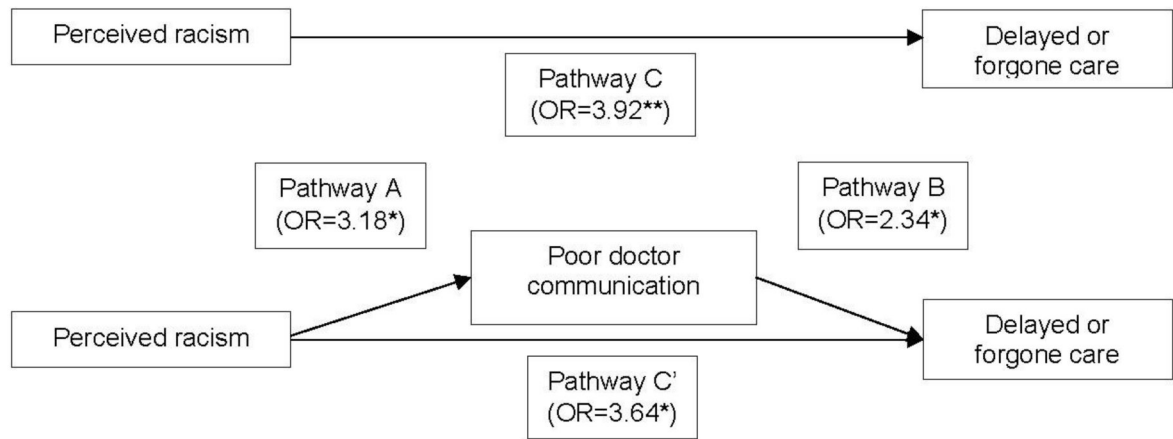 Perceived racism
Delayed or
forgone care
Pathway C
(OR=3.92**)
Pathway A
(OR=3.18*)
Pathway B
(OR=2.34*)
Poor doctor
communication
Perceived racism
Delayed or
forgone care
Pathway C’
(OR=3.64*)